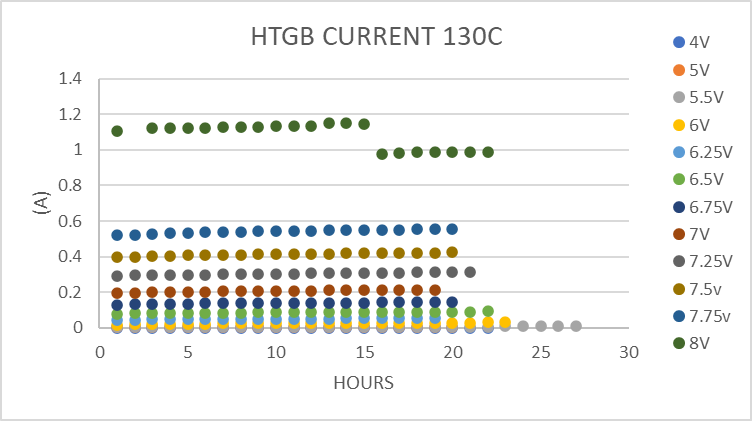 HTGB CURRENT 130C
1.4
1.2
1
0.8
0.6
0.4
0.2
0
(A)
0 5 10 15 20 25 30
HOURS
4V
5V
5.5V
6V
6.25V
6.5V
6.75V
7V
7.25V
7.5v
7.75v
8V